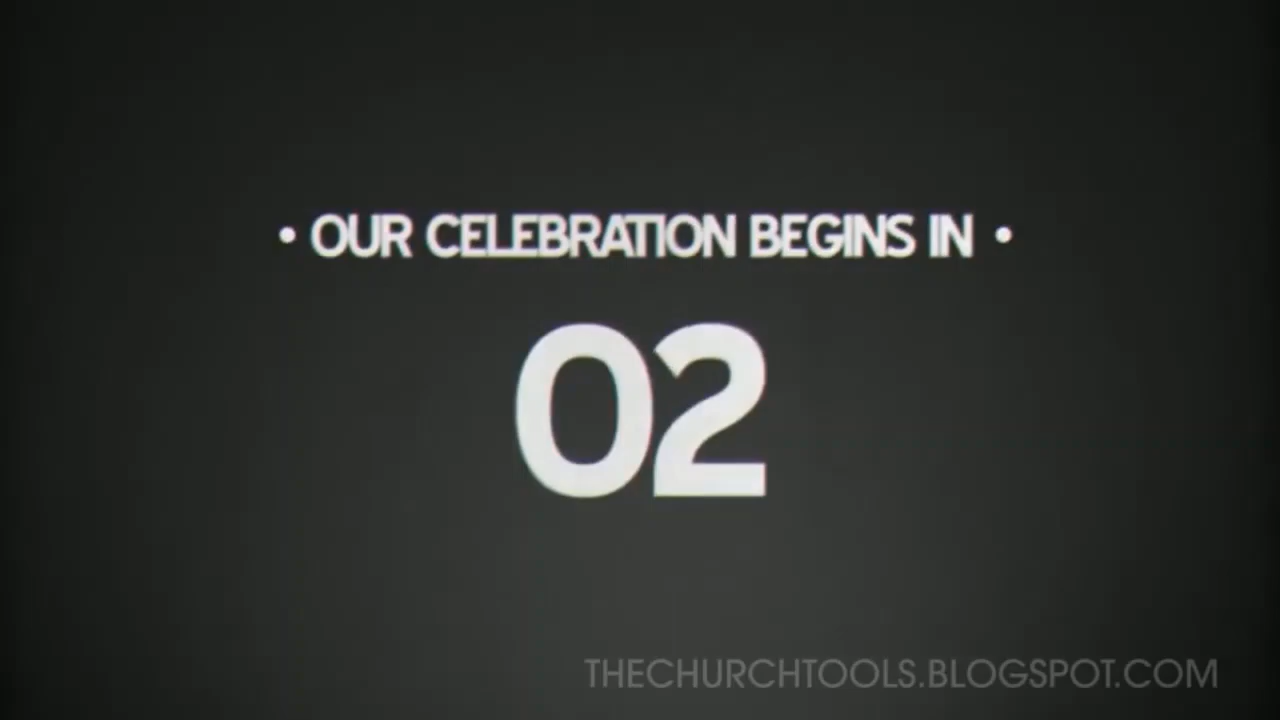 • OUR CELEBRATION BEGINS IN •
02
THECHURCHTOOLS.BLOGSPOT.COM